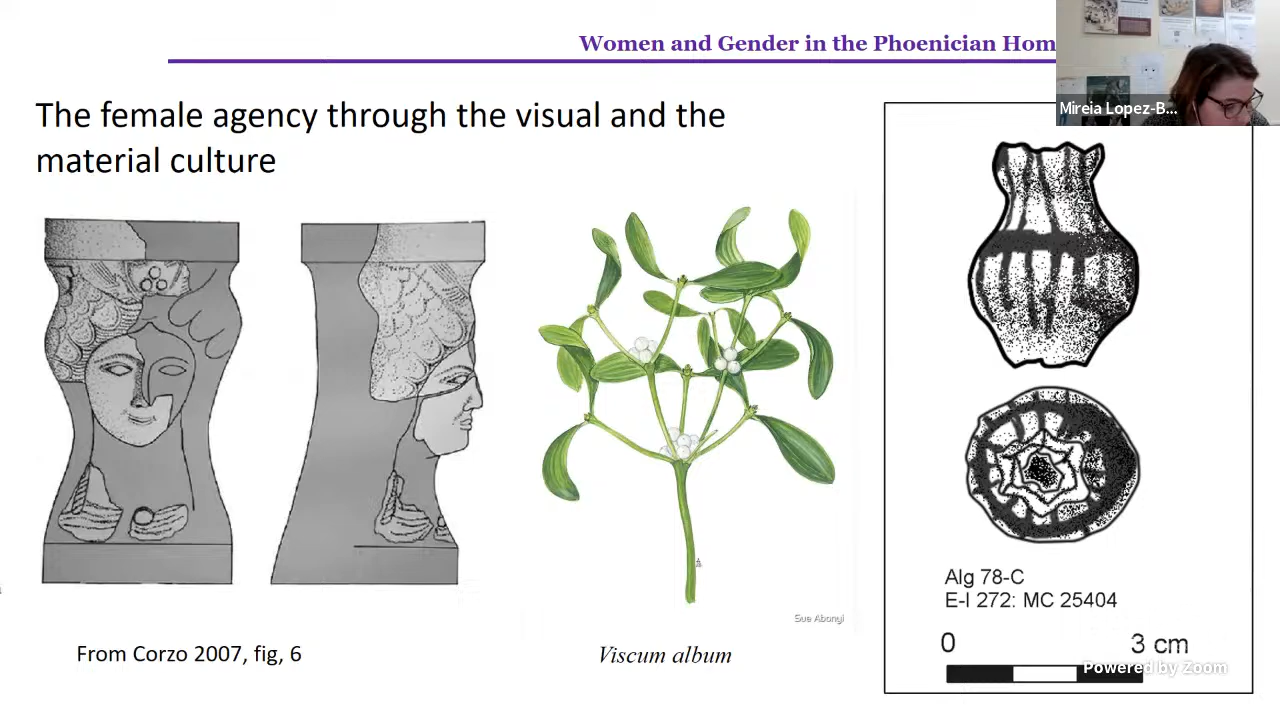 Women and Gender in the Phoenician Hom
Mireia Lopez-B...
The female agency through the visual and the
material culture
Sue Abonyi
From Corzo 2007, fig, 6
Viscum album
Alg 78-C
E-I 272: MC 25404
0 3 cm
Powered by Zoom